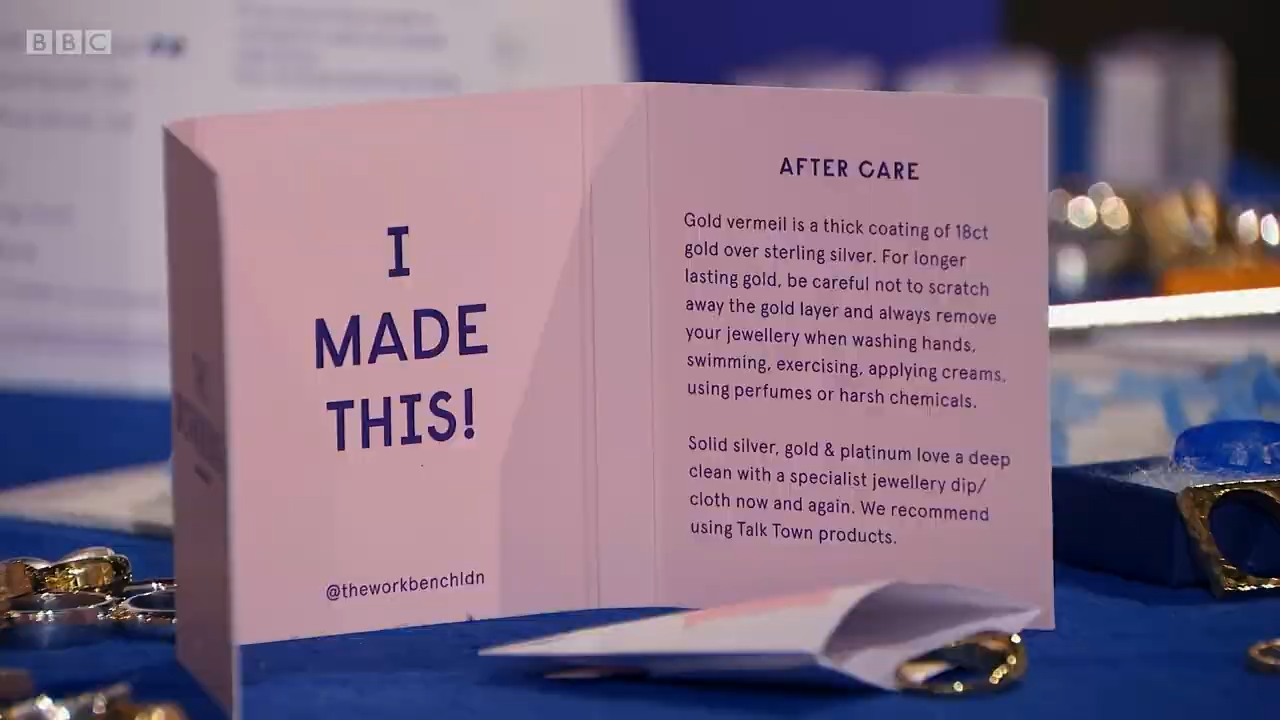 BBC
I
MADE
THIS!
@theworkbenchldn
AFTER CARE
Gold vermeil is a thick coating of 18ct
gold over sterling silver. For longer
lasting gold, be careful not to scratch
away the gold layer and always remove
your jewellery when washing hands,
swimming, exercising, applying creams,
using perfumes or harsh chemicals.
Solid silver, gold & platinum love a deep
clean with a specialist jewellery dip/
cloth now and again. We recommend
using Talk Town products.